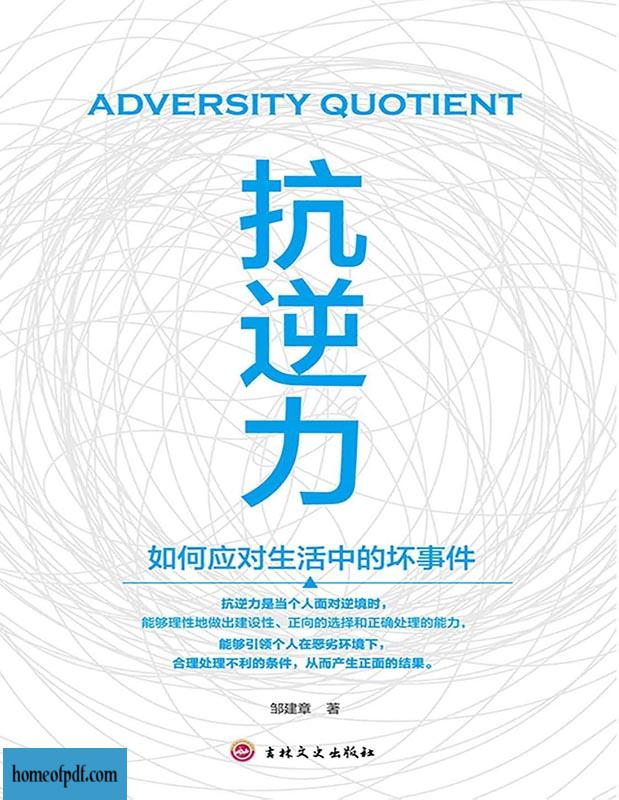 ADVERSITY QUOTIENT
抗逆力
如何应对生活中的坏事件
抗逆力是当个人面对逆境时，
能够理性地做出建设性、正向的选择和正确处理的能力，
能够引领个人在恶劣环境下，
合理处理不利的条件，从而产生正面的结果。
邹建章 著
吉林文史出版社
homeofpdf.com